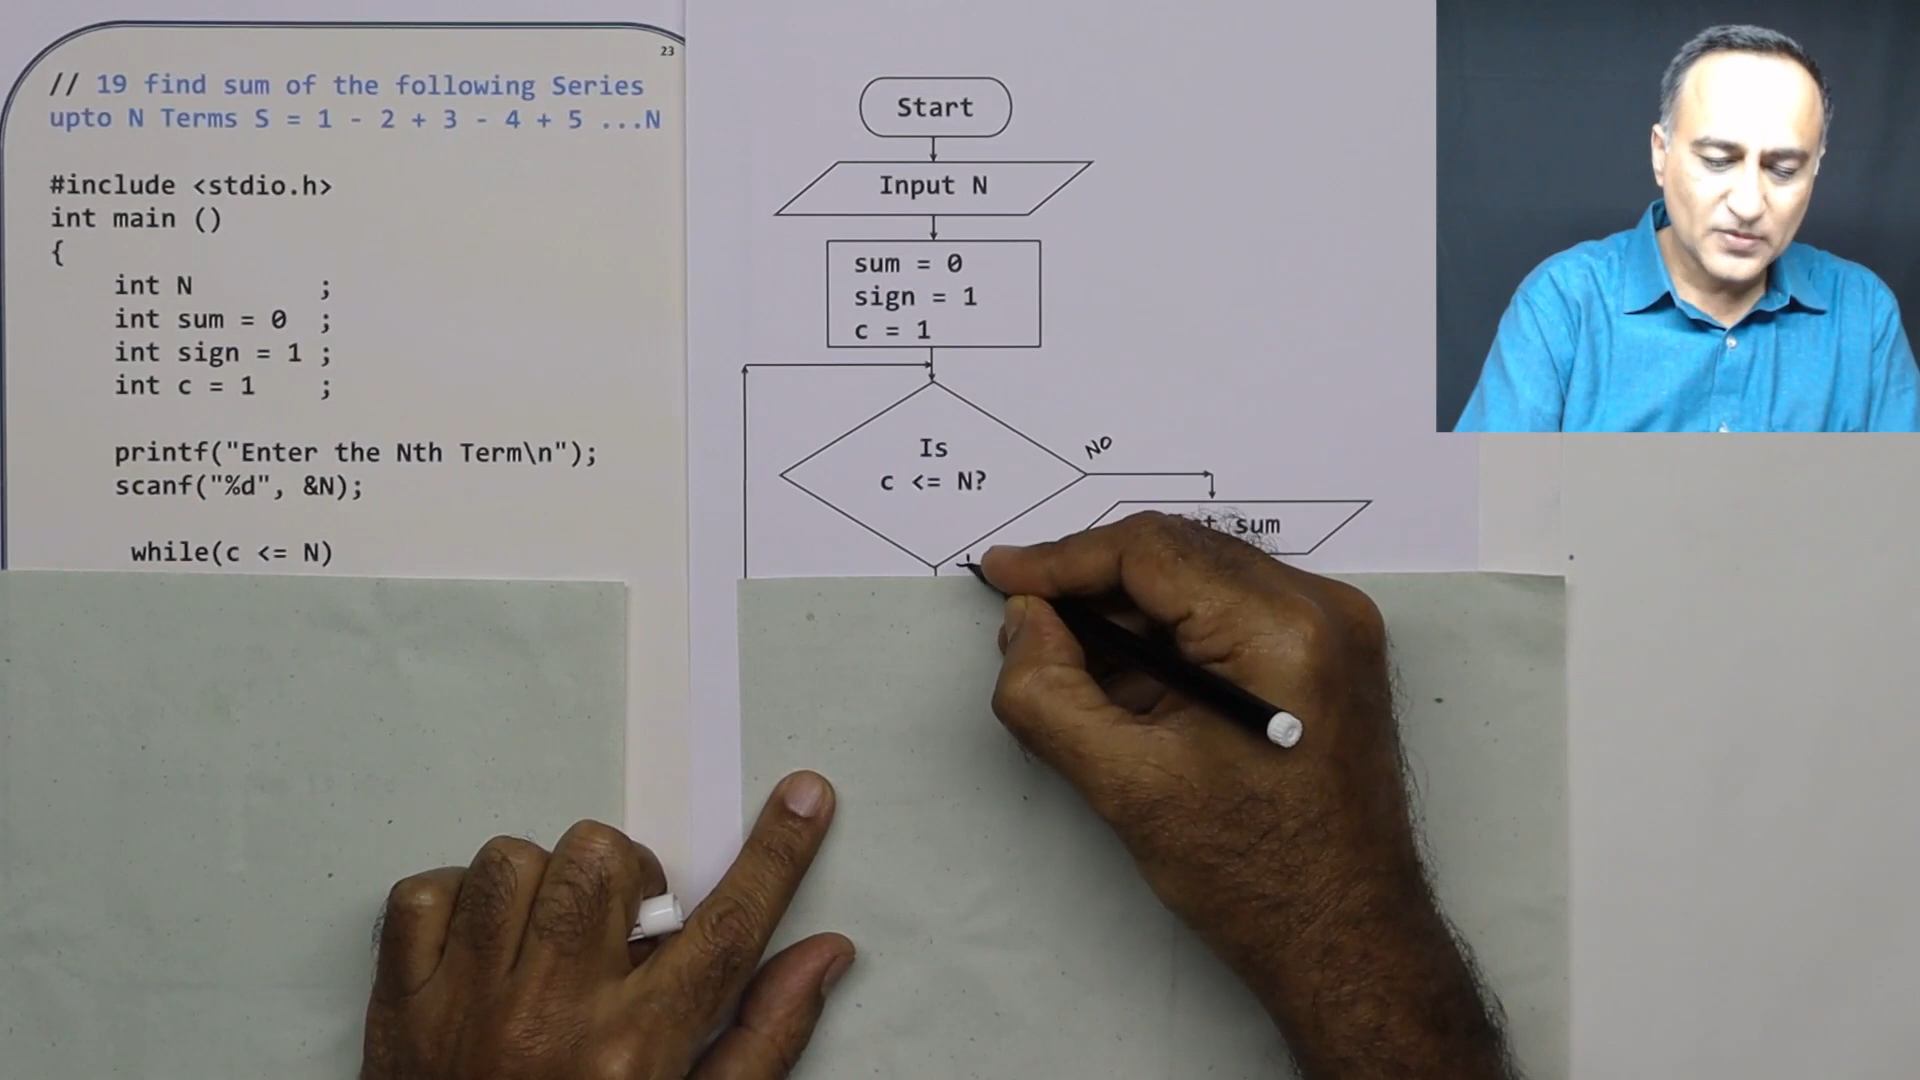 23
// 19 find sum of the following Series
upto N Terms S = 1 - 2 + 3 - 4 + 5 ...N
#include <stdio.h>
int main ()
{
int N ;
int sum = 0 ;
int sign = 1 ;
int c = 1 ;
printf("Enter the Nth Term\n");
scanf("%d", &N);
while(c <= N)
Start
Input N
sum = 0
sign = 1
c = 1
Is
c <= N?
NO
sum